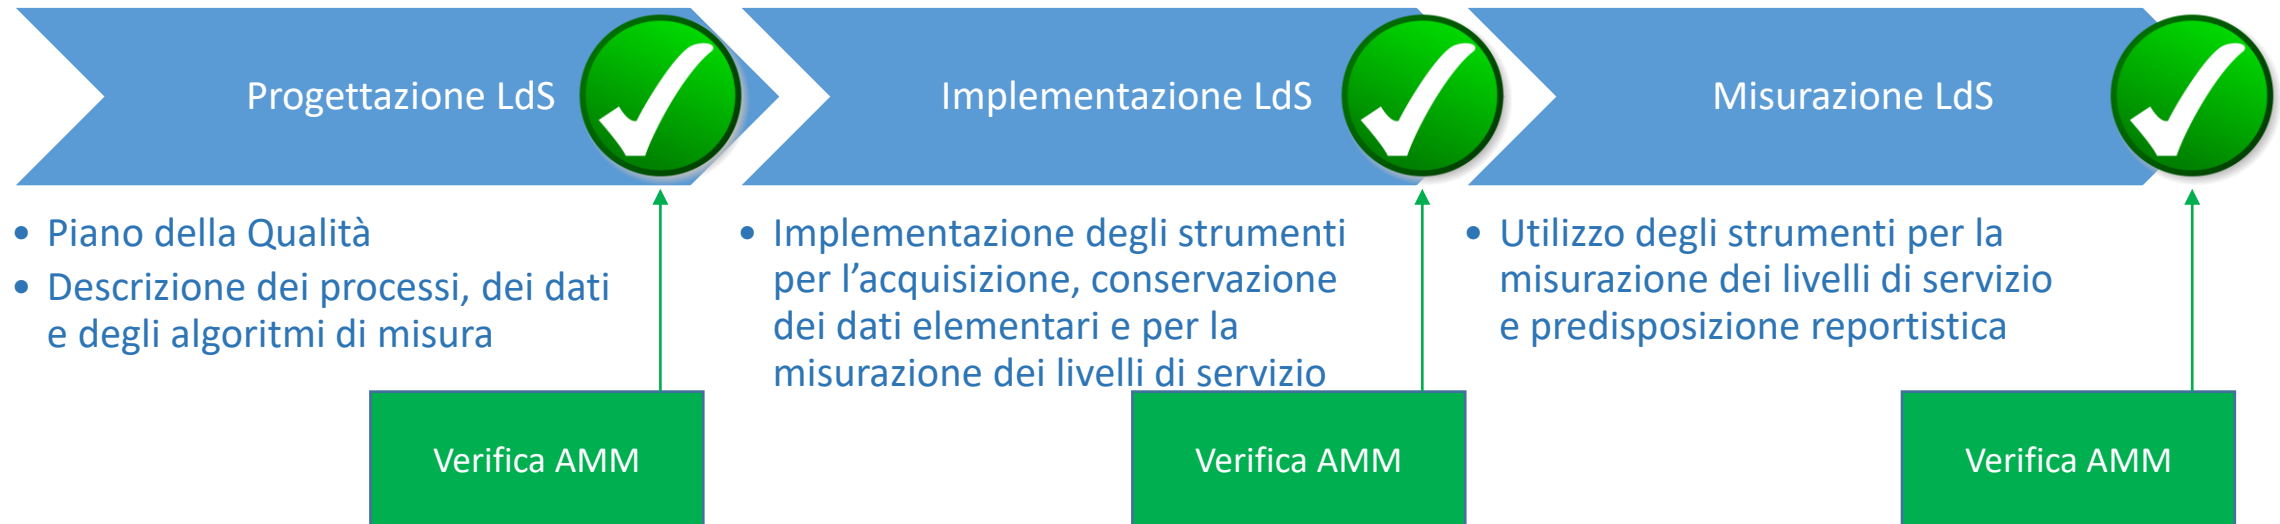 Progettazione LdS
Implementazione LdS
Misurazione LdS
• Piano della Qualità
• Descrizione dei processi, dei dati
e degli algoritmi di misura
• Implementazione degli strumenti
per l’acquisizione, conservazione
dei dati elementari e per la
misurazione dei livelli di servizio
• Utilizzo degli strumenti per la
misurazione dei livelli di servizio
e predisposizione reportistica
Verifica AMM
Verifica AMM
Verifica AMM